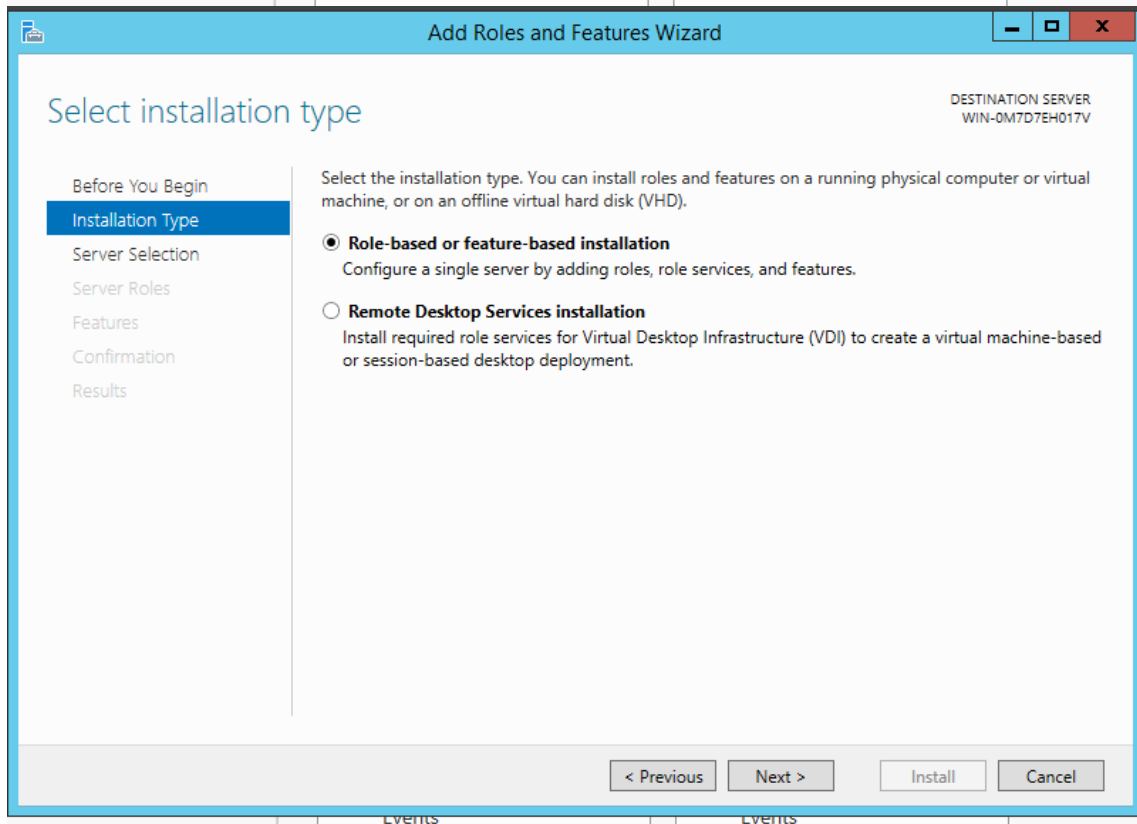 Add Roles and Features Wizard
Select installation type
DESTINATION SERVER
WIN-0M7D7EH017V
Before You Begin
Installation Type
Server Selection
Server Roles
Features
Confirmation
Results
Select the installation type. You can install roles and features on a running physical computer or virtual
machine, or on an offline virtual hard disk (VHD).
Role-based or feature-based installation
Configure a single server by adding roles, role services, and features.
Remote Desktop Services installation
Install required role services for Virtual Desktop Infrastructure (VDI) to create a virtual machine-based
or session-based desktop deployment.
< Previous
Next >
Install
Cancel
Events
Events